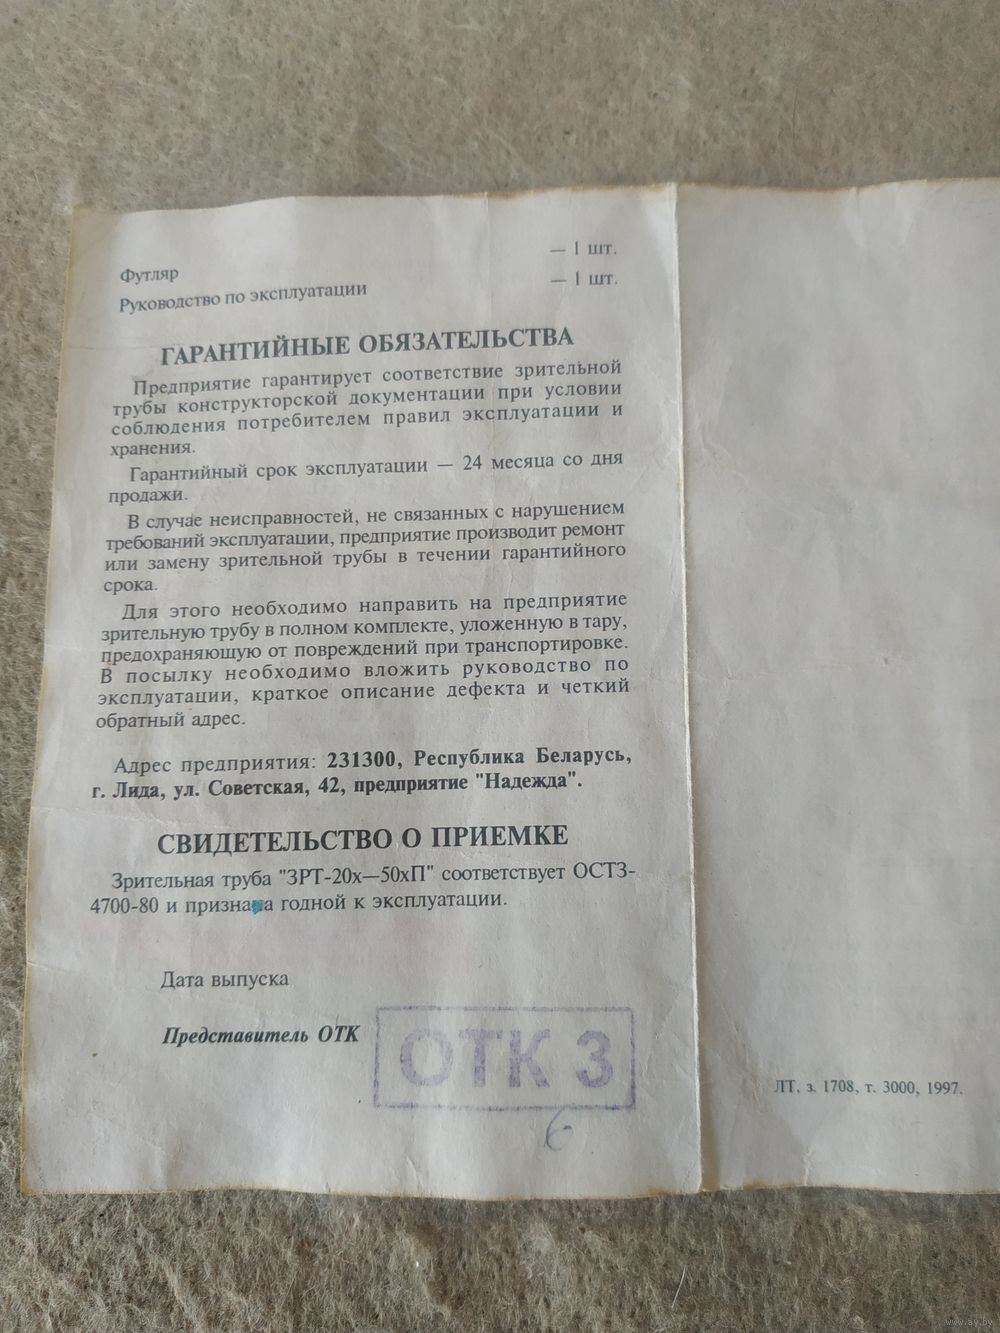 Футляр — 1 шт.
Руководство по эксплуатации — 1 шт.
ГАРАНТИЙНЫЕ ОБЯЗАТЕЛЬСТВА
Предприятие гарантирует соответствие зрительной
трубы конструкторской документации при условии
соблюдения потребителем правил эксплуатации и
хранения.
Гарантийный срок эксплуатации — 24 месяца со дня
продажи.
В случае неисправностей, не связанных с нарушением
требований эксплуатации, предприятие производит ремонт
или замену зрительной трубы в течении гарантийного
срока.
Для этого необходимо направить на предприятие
зрительную трубу в полном комплекте, уложенную в тару,
предохраняющую от повреждений при транспортировке.
В посылку необходимо вложить руководство по
эксплуатации, краткое описание дефекта и четкий
обратный адрес.
Адрес предприятия: 231300, Республика Беларусь,
г. Лида, ул. Советская, 42, предприятие "Надежда".
СВИДЕТЕЛЬСТВО О ПРИЕМКЕ
Зрительная труба "ЗРТ-20х—50хП" соответствует ОСТ3-
4700-80 и признана годной к эксплуатации.
Дата выпуска
Представитель ОТК
ОТК 3
6
ЛТ, з. 1708, т. 3000, 1997.
www.ay.by